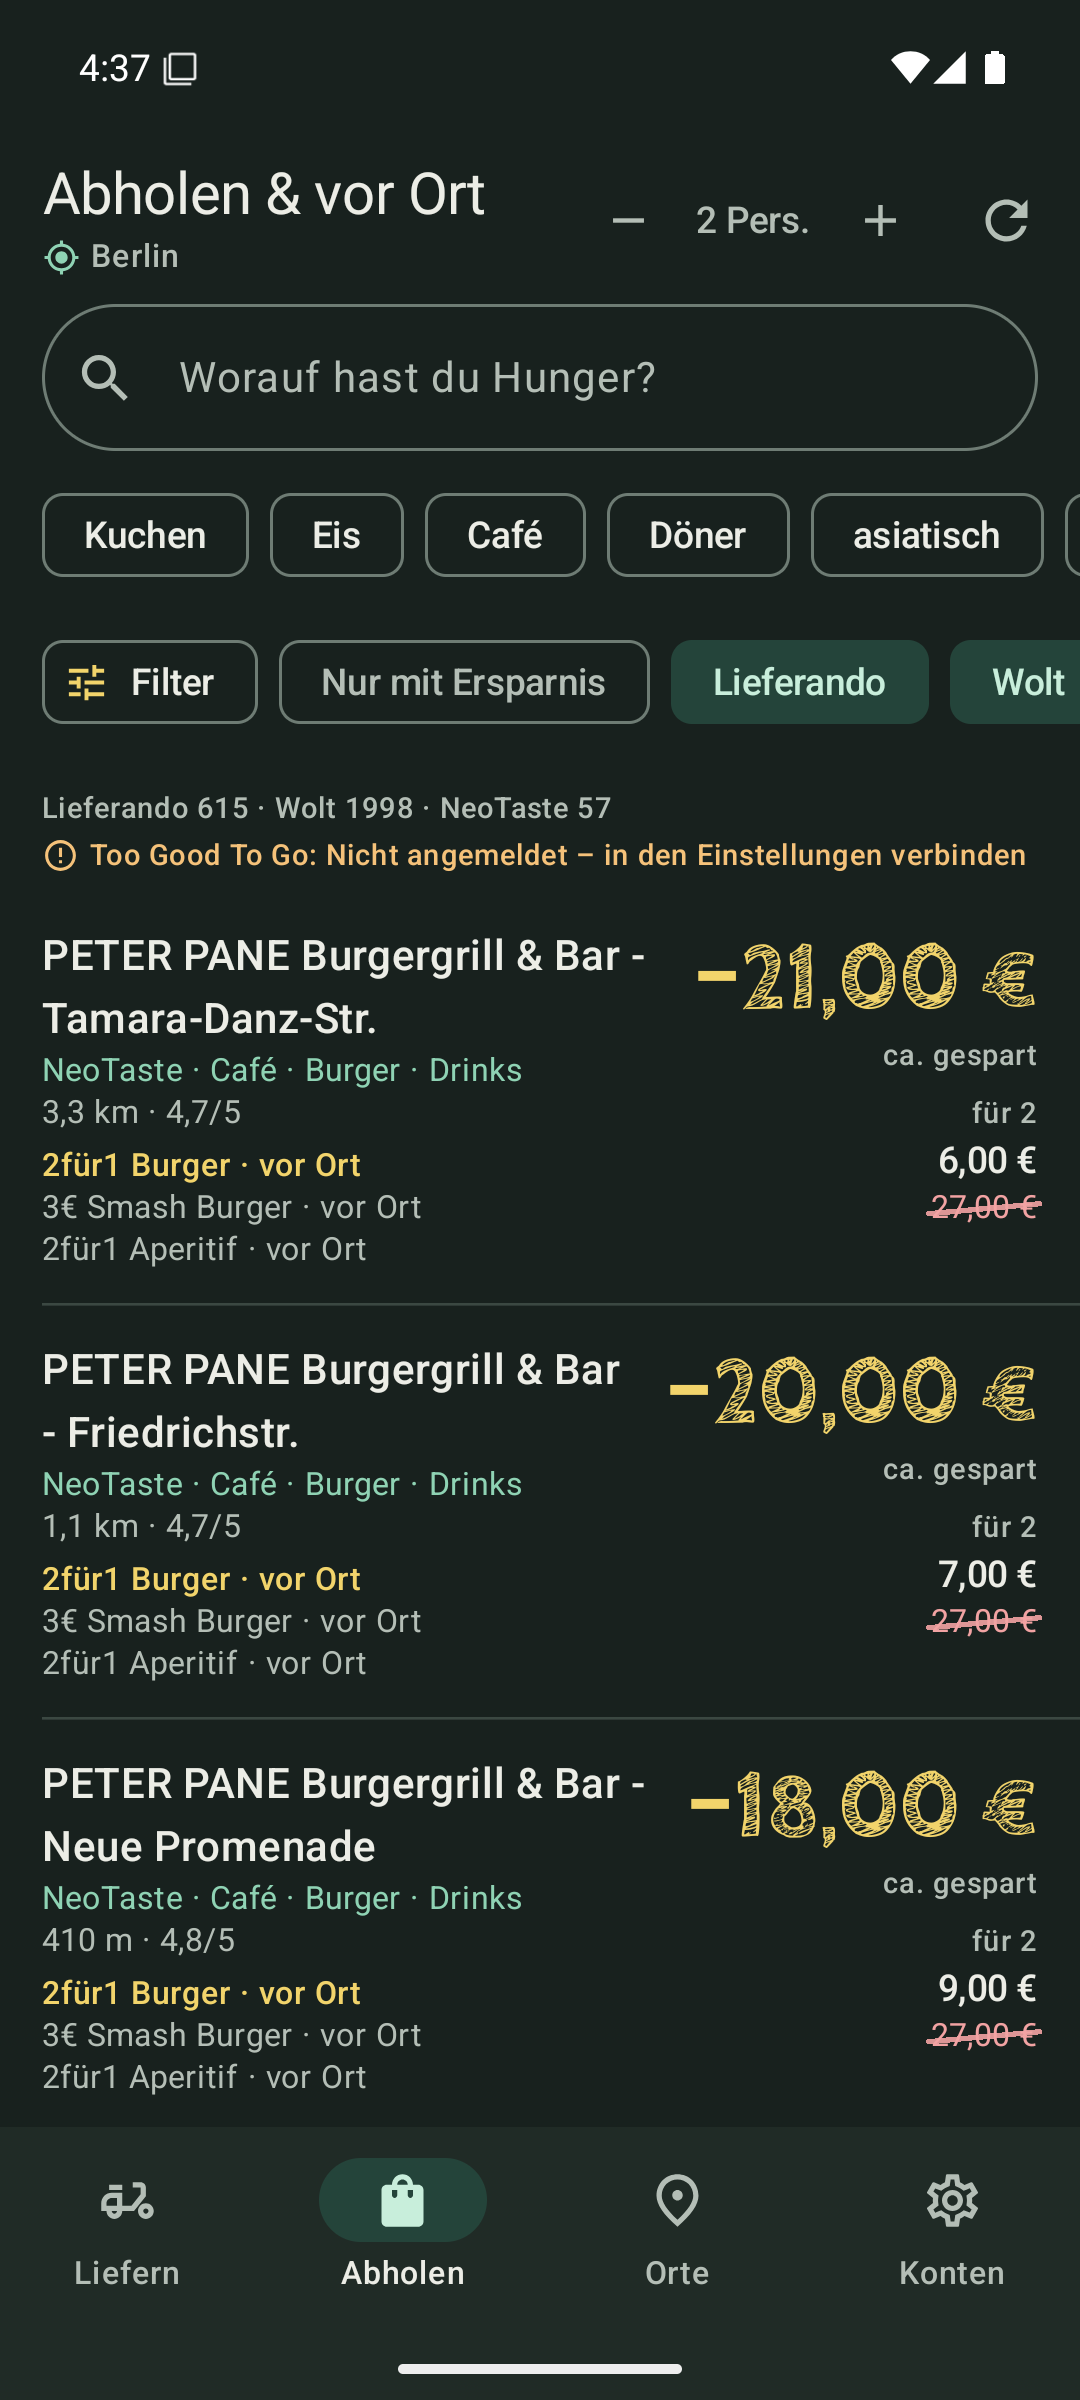 4:37
Abholen & vor Ort
Berlin
2 Pers.
Worauf hast du Hunger?
Kuchen
Eis
Café
Döner
asiatisch
Filter
Nur mit Ersparnis
Lieferando
Wolt
Lieferando 615 · Wolt 1998 · NeoTaste 57
Too Good To Go: Nicht angemeldet – in den Einstellungen verbinden
PETER PANE Burgergrill & Bar -
Tamara-Danz-Str.
NeoTaste · Café · Burger · Drinks
3,3 km · 4,7/5
2für1 Burger · vor Ort
3€ Smash Burger · vor Ort
2für1 Aperitif · vor Ort
−21,00 €
ca. gespart
für 2
6,00 €
27,00 €
PETER PANE Burgergrill & Bar
- Friedrichstr.
NeoTaste · Café · Burger · Drinks
1,1 km · 4,7/5
2für1 Burger · vor Ort
3€ Smash Burger · vor Ort
2für1 Aperitif · vor Ort
−20,00 €
ca. gespart
für 2
7,00 €
27,00 €
PETER PANE Burgergrill & Bar -
Neue Promenade
NeoTaste · Café · Burger · Drinks
410 m · 4,8/5
2für1 Burger · vor Ort
3€ Smash Burger · vor Ort
2für1 Aperitif · vor Ort
−18,00 €
ca. gespart
für 2
9,00 €
27,00 €
Liefern
Abholen
Orte
Konten